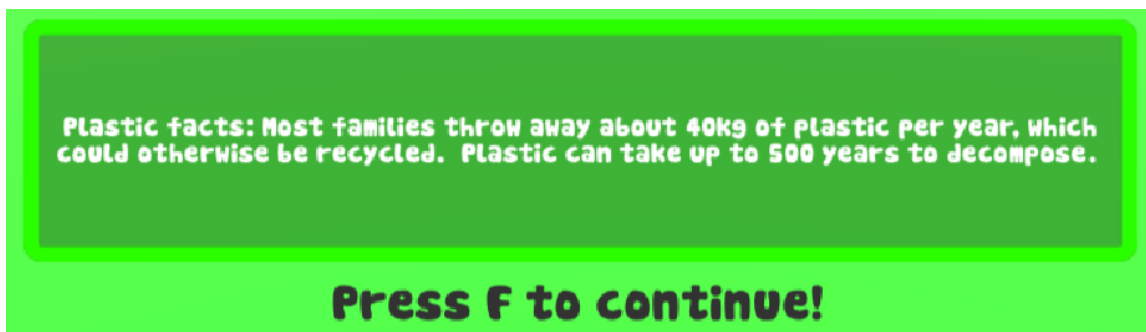 Plastic facts: Most families throw away about 40kg of plastic per year, which
could otherwise be recycled.  Plastic can take up to 500 years to decompose.
Press F to continue!